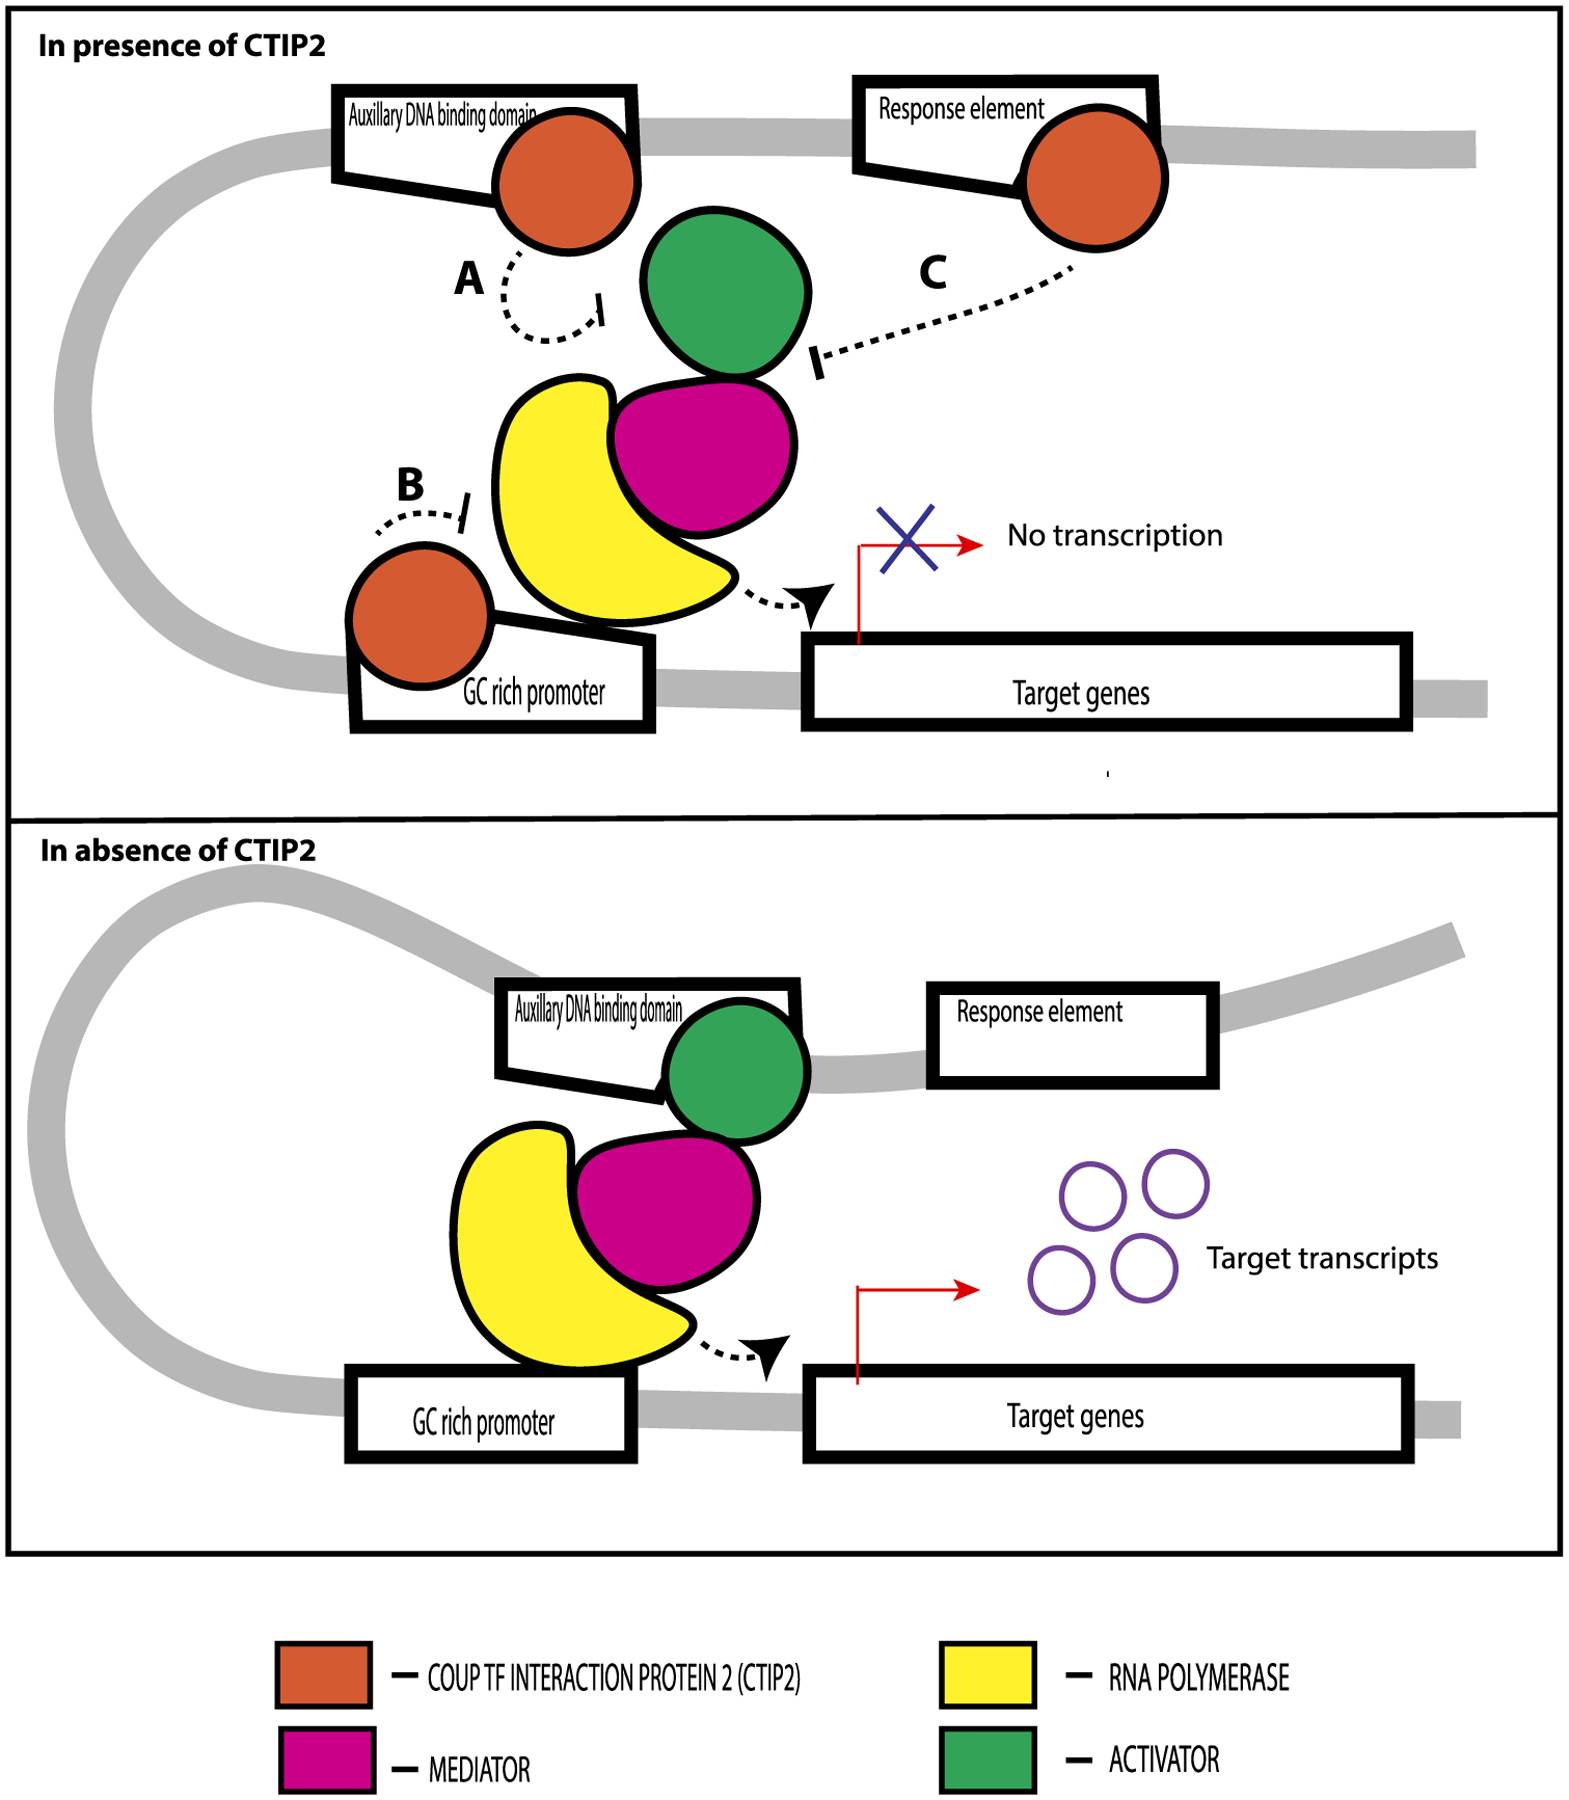 In presence of CTIP2
Auxillary DNA binding domain
Response element
A
C
B
No transcription
GC rich promoter
Target genes
In absence of CTIP2
Auxillary DNA binding domain
Response element
Target transcripts
GC rich promoter
Target genes
— COUP TF INTERACTION PROTEIN 2 (CTIP2)
— RNA POLYMERASE
— MEDIATOR
— ACTIVATOR